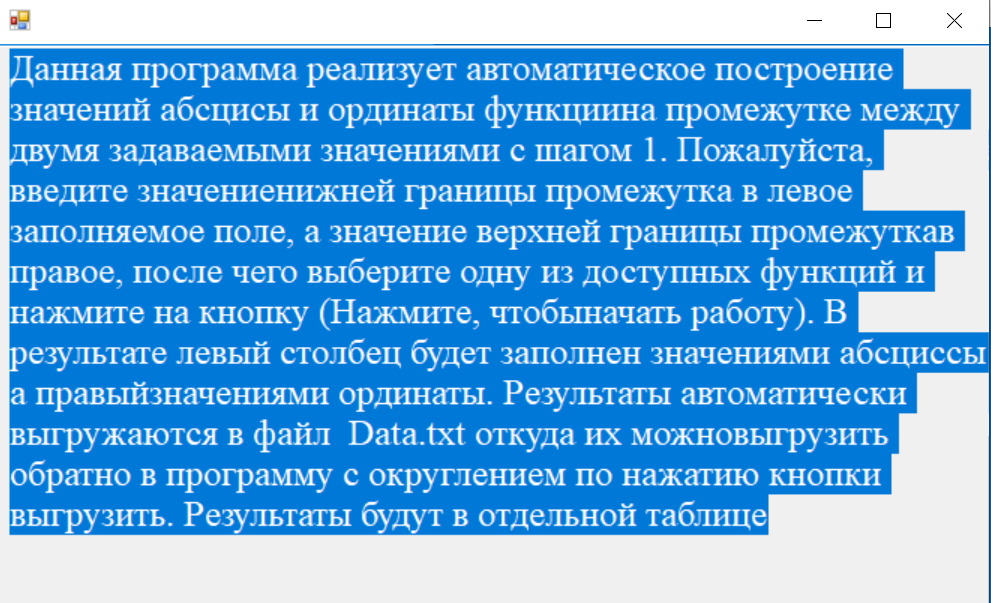 Данная программа реализует автоматическое построение
значений абсцисы и ординаты функциина промежутке между
двумя задаваемыми значениями с шагом 1. Пожалуйста,
введите значениенижней границы промежутка в левое
заполняемое поле, а значение верхней границы промежуткав
правое, после чего выберите одну из доступных функций и
нажмите на кнопку (Нажмите, чтобыначать работу). В
результате левый столбец будет заполнен значениями абсциссы
а правыйзначениями ординаты. Результаты автоматически
выгружаются в файл  Data.txt откуда их можновыгрузить
обратно в программу с округлением по нажатию кнопки
выгрузить. Результаты будут в отдельной таблице